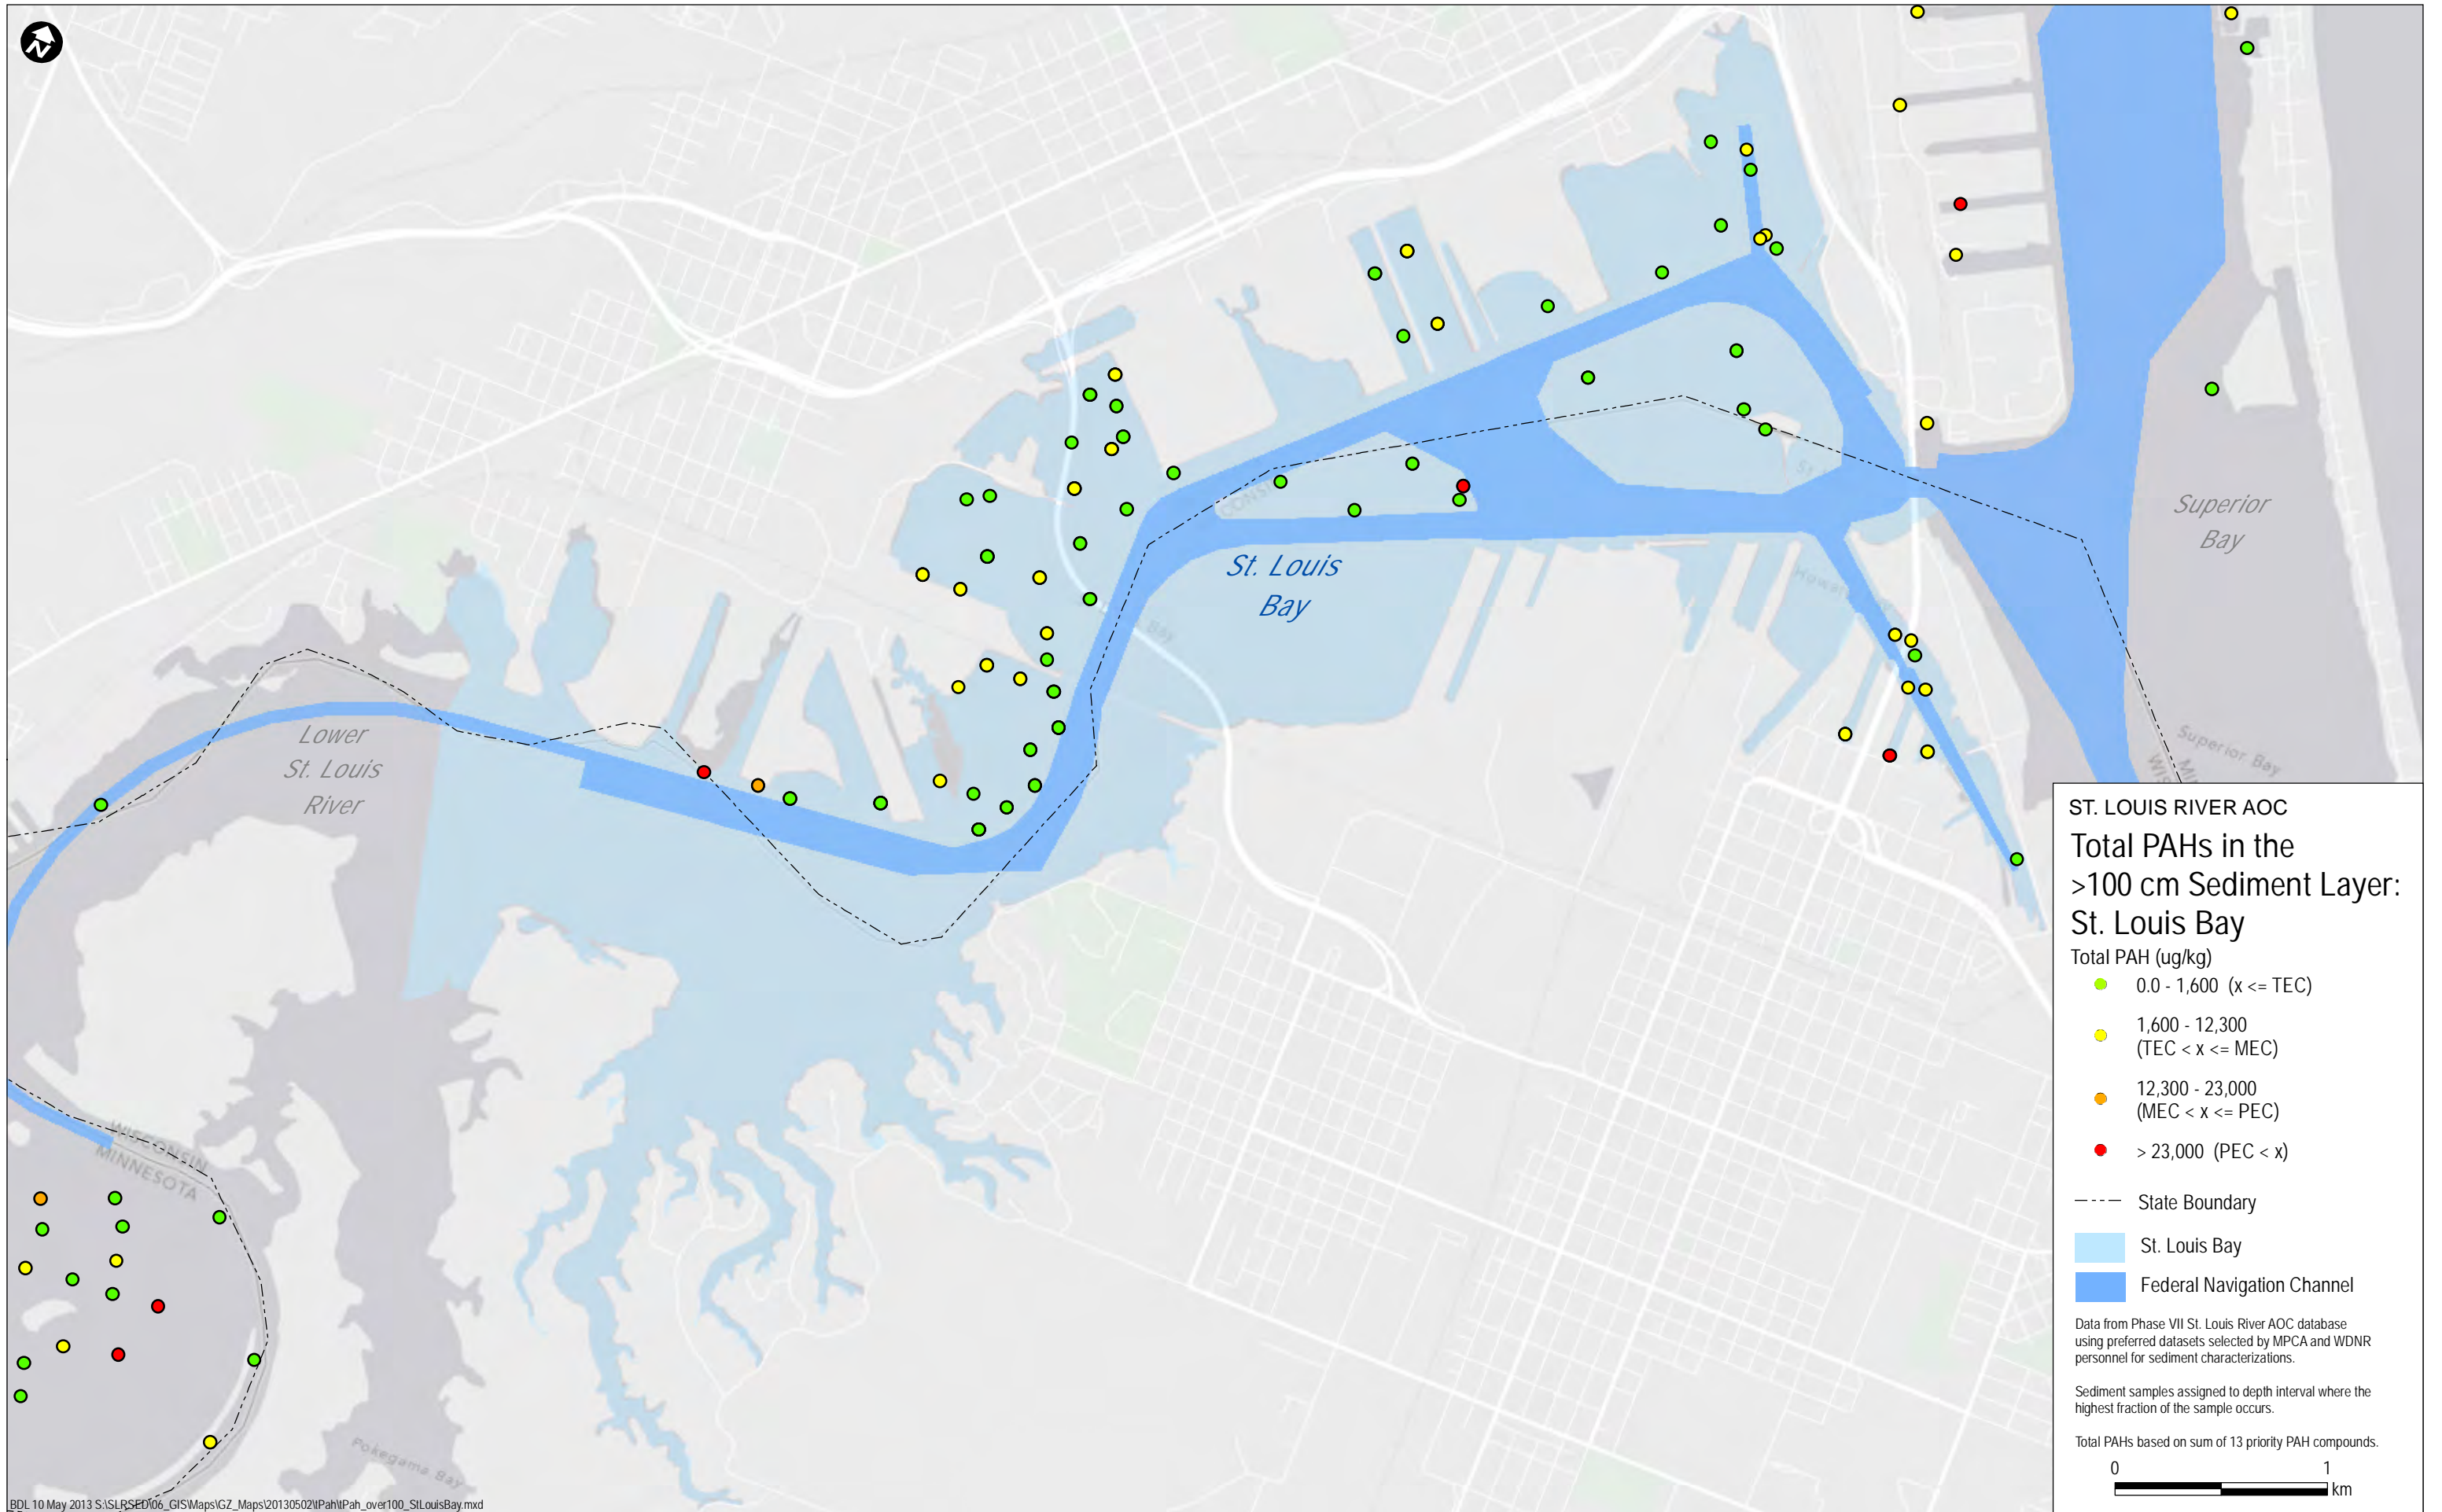 N
Superior
Bay
St. Louis
Bay
Lower
St. Louis
River
Superior Bay
WISCONSIN
MINNESOTA
Pokegama Bay
ST. LOUIS RIVER AOC
Total PAHs in the
>100 cm Sediment Layer:
St. Louis Bay
Total PAH (ug/kg)
0.0 - 1,600 (x <= TEC)
1,600 - 12,300
(TEC < x <= MEC)
12,300 - 23,000
(MEC < x <= PEC)
> 23,000 (PEC < x)
State Boundary
St. Louis Bay
Federal Navigation Channel
Data from Phase VII St. Louis River AOC database
using preferred datasets selected by MPCA and WDNR
personnel for sediment characterizations.
Sediment samples assigned to depth interval where the
highest fraction of the sample occurs.
Total PAHs based on sum of 13 priority PAH compounds.
0 1
km
BDL 10 May 2013 S:\SLRSED\06_GIS\Maps\GZ_Maps\20130502\tPah\tPah_over100_StLouisBay.mxd